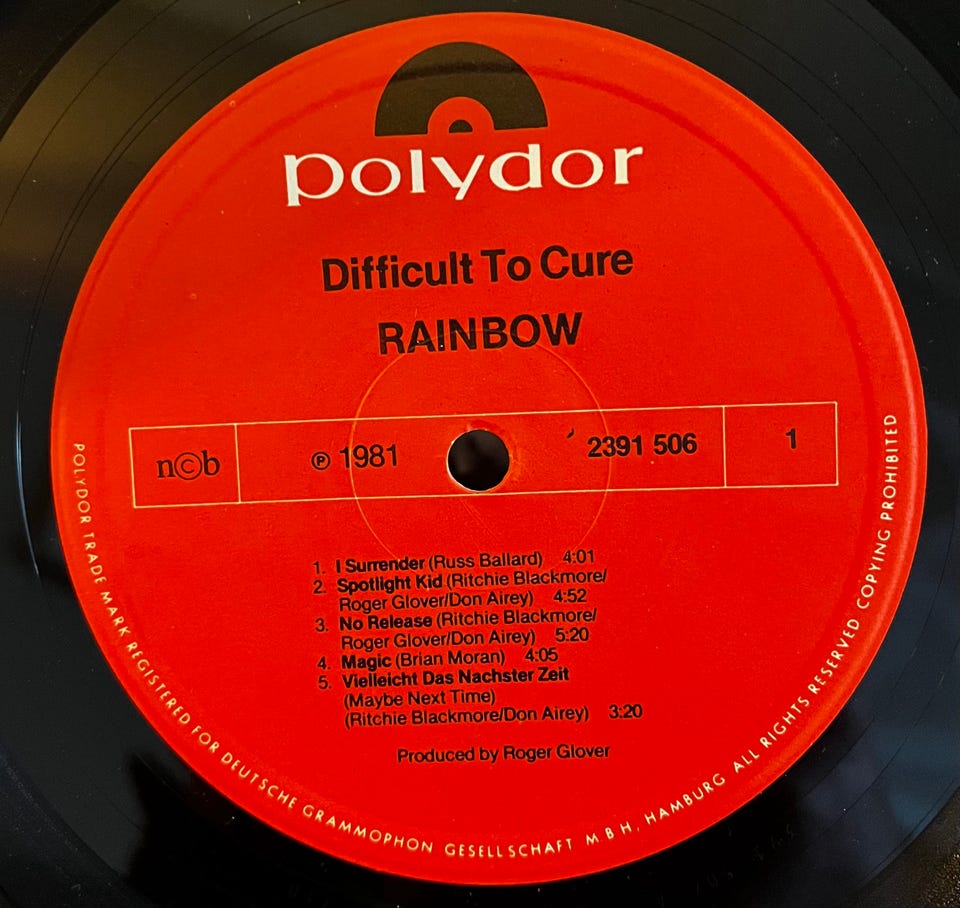 polydor
Difficult To Cure
RAINBOW
n©b ℗ 1981 2391 506 1
1. I Surrender (Russ Ballard) 4:01
2. Spotlight Kid (Ritchie Blackmore/
Roger Glover/Don Airey) 4:52
3. No Release (Ritchie Blackmore/
Roger Glover/Don Airey) 5:20
4. Magic (Brian Moran) 4:05
5. Vielleicht Das Nachster Zeit
(Maybe Next Time)
(Ritchie Blackmore/Don Airey) 3:20
Produced by Roger Glover
POLYDOR TRADE MARK REGISTERED FOR DEUTSCHE GRAMMOPHON GESELLSCHAFT M B H, HAMBURG ALL RIGHTS RESERVED COPYING PROHIBITED